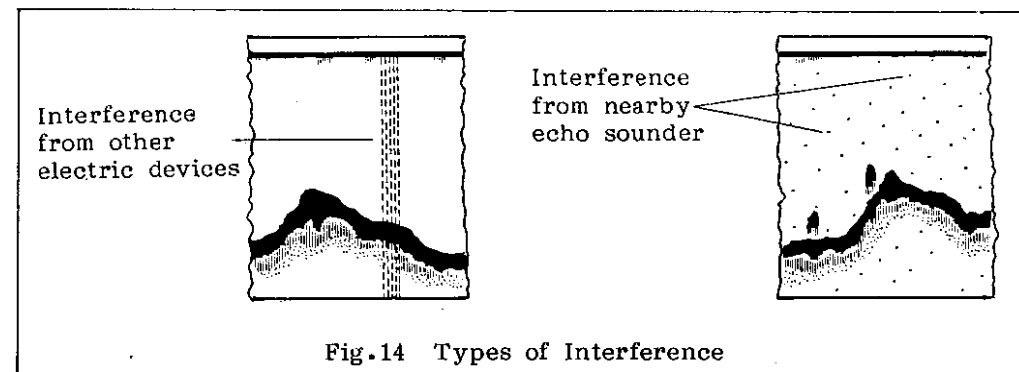 Interference
from other
electric devices
Interference
from nearby
echo sounder
Fig.14 Types of Interference